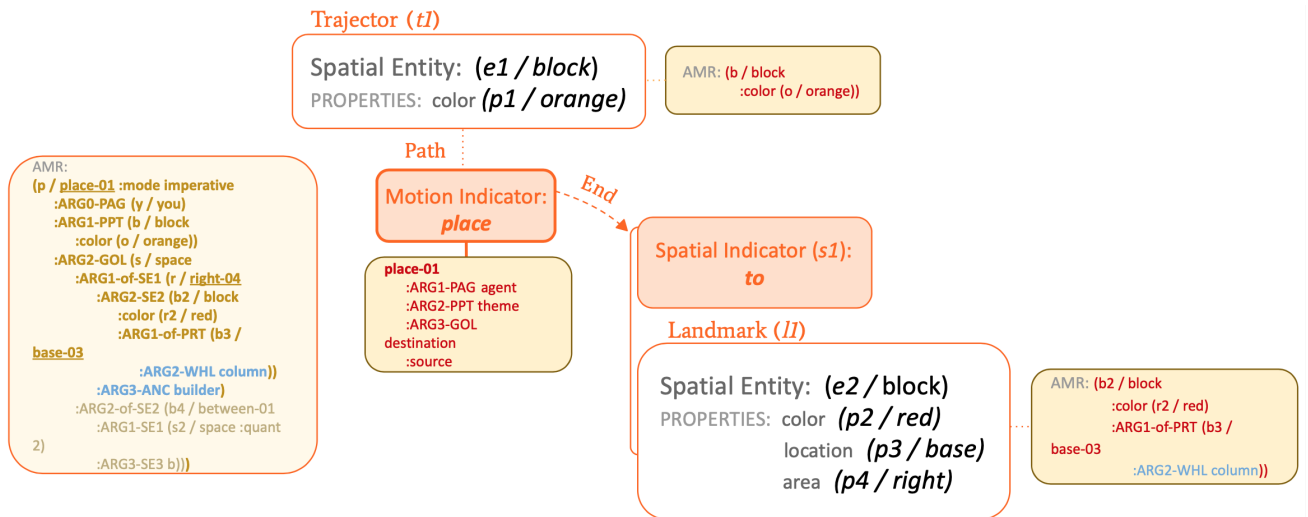 Trajector (t1)
Spatial Entity: (e1 / block)
PROPERTIES: color (p1 / orange)
AMR: (b / block
:color (o / orange))
Path
Motion Indicator:
place
End
Spatial Indicator (s1):
to
AMR:
(p / place-01 :mode imperative
:ARG0-PAG (y / you)
:ARG1-PPT (b / block
:color (o / orange))
:ARG2-GOL (s / space
:ARG1-of-SE1 (r / right-04
:ARG2-SE2 (b2 / block
:color (r2 / red)
:ARG1-of-PRT (b3 /
base-03
:ARG2-WHL column))
:ARG3-ANC builder)
:ARG2-of-SE2 (b4 / between-01
:ARG1-SE1 (s2 / space :quant
2)
:ARG3-SE3 b)))
place-01
:ARG1-PAG agent
:ARG2-PPT theme
:ARG3-GOL
destination
:source
Landmark (l1)
Spatial Entity: (e2 / block)
PROPERTIES: color (p2 / red)
location (p3 / base)
area (p4 / right)
AMR: (b2 / block
:color (r2 / red)
:ARG1-of-PRT (b3 /
base-03
:ARG2-WHL column))